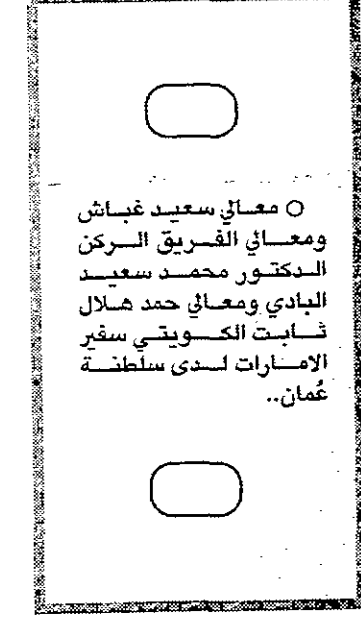 ○ معالي سعيد غباش
ومعالي الفريق الركن
الدكتور محمد سعيد
البادي ومعالي حمد هلال
ثابت الكويتي سفير
الامارات لدى سلطنة
عُمان..